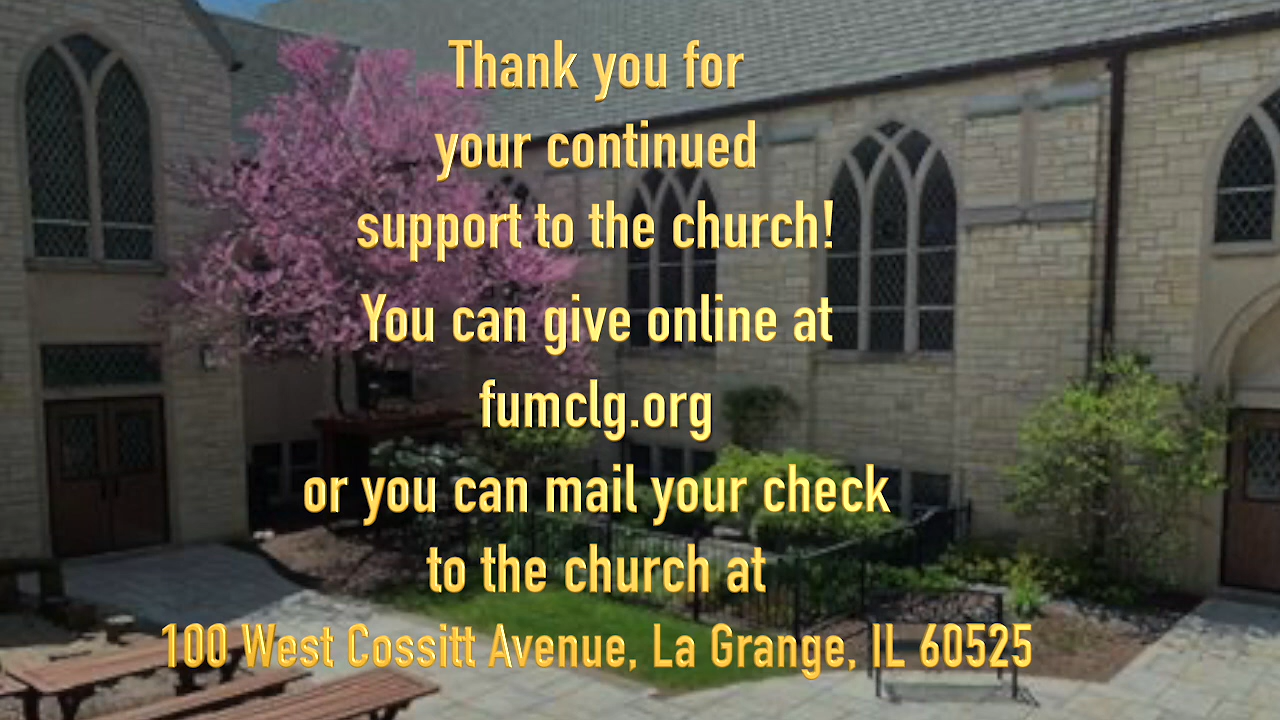 Thank you for
your continued
support to the church!
You can give online at
fumclg.org
or you can mail your check
to the church at
100 West Cossitt Avenue, La Grange, IL 60525